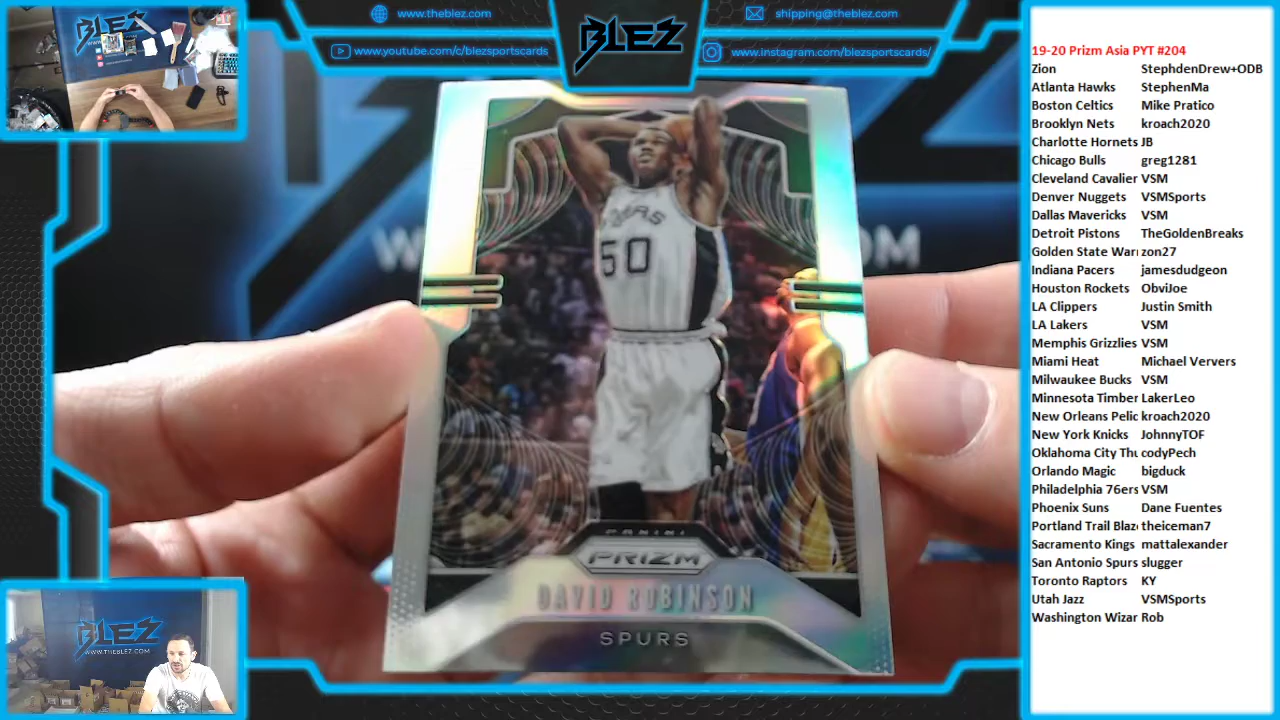 www.theblez.com
www.youtube.com/c/blezsportscards
BLEZ
shipping@theblez.com
www.instagram.com/blezsportscards/
BLEZ
SPURS
50
PANINI
PRIZM
DAVID ROBINSON
SPURS
BLEZ
WWW.THEBLEZ.COM
19-20 Prizm Asia PYT #204
Zion StephdenDrew+ODB
Atlanta Hawks StephenMa
Boston Celtics Mike Pratico
Brooklyn Nets kroach2020
Charlotte Hornets JB
Chicago Bulls greg1281
Cleveland Cavalier VSM
Denver Nuggets VSMSports
Dallas Mavericks VSM
Detroit Pistons TheGoldenBreaks
Golden State Warr zon27
Indiana Pacers jamesdudgeon
Houston Rockets ObviJoe
LA Clippers Justin Smith
LA Lakers VSM
Memphis Grizzlies VSM
Miami Heat Michael Ververs
Milwaukee Bucks VSM
Minnesota Timber LakerLeo
New Orleans Pelic kroach2020
New York Knicks JohnnyTOF
Oklahoma City Thu codyPech
Orlando Magic bigduck
Philadelphia 76ers VSM
Phoenix Suns Dane Fuentes
Portland Trail Blaz theiceman7
Sacramento Kings mattalexander
San Antonio Spurs slugger
Toronto Raptors KY
Utah Jazz VSMSports
Washington Wizar Rob